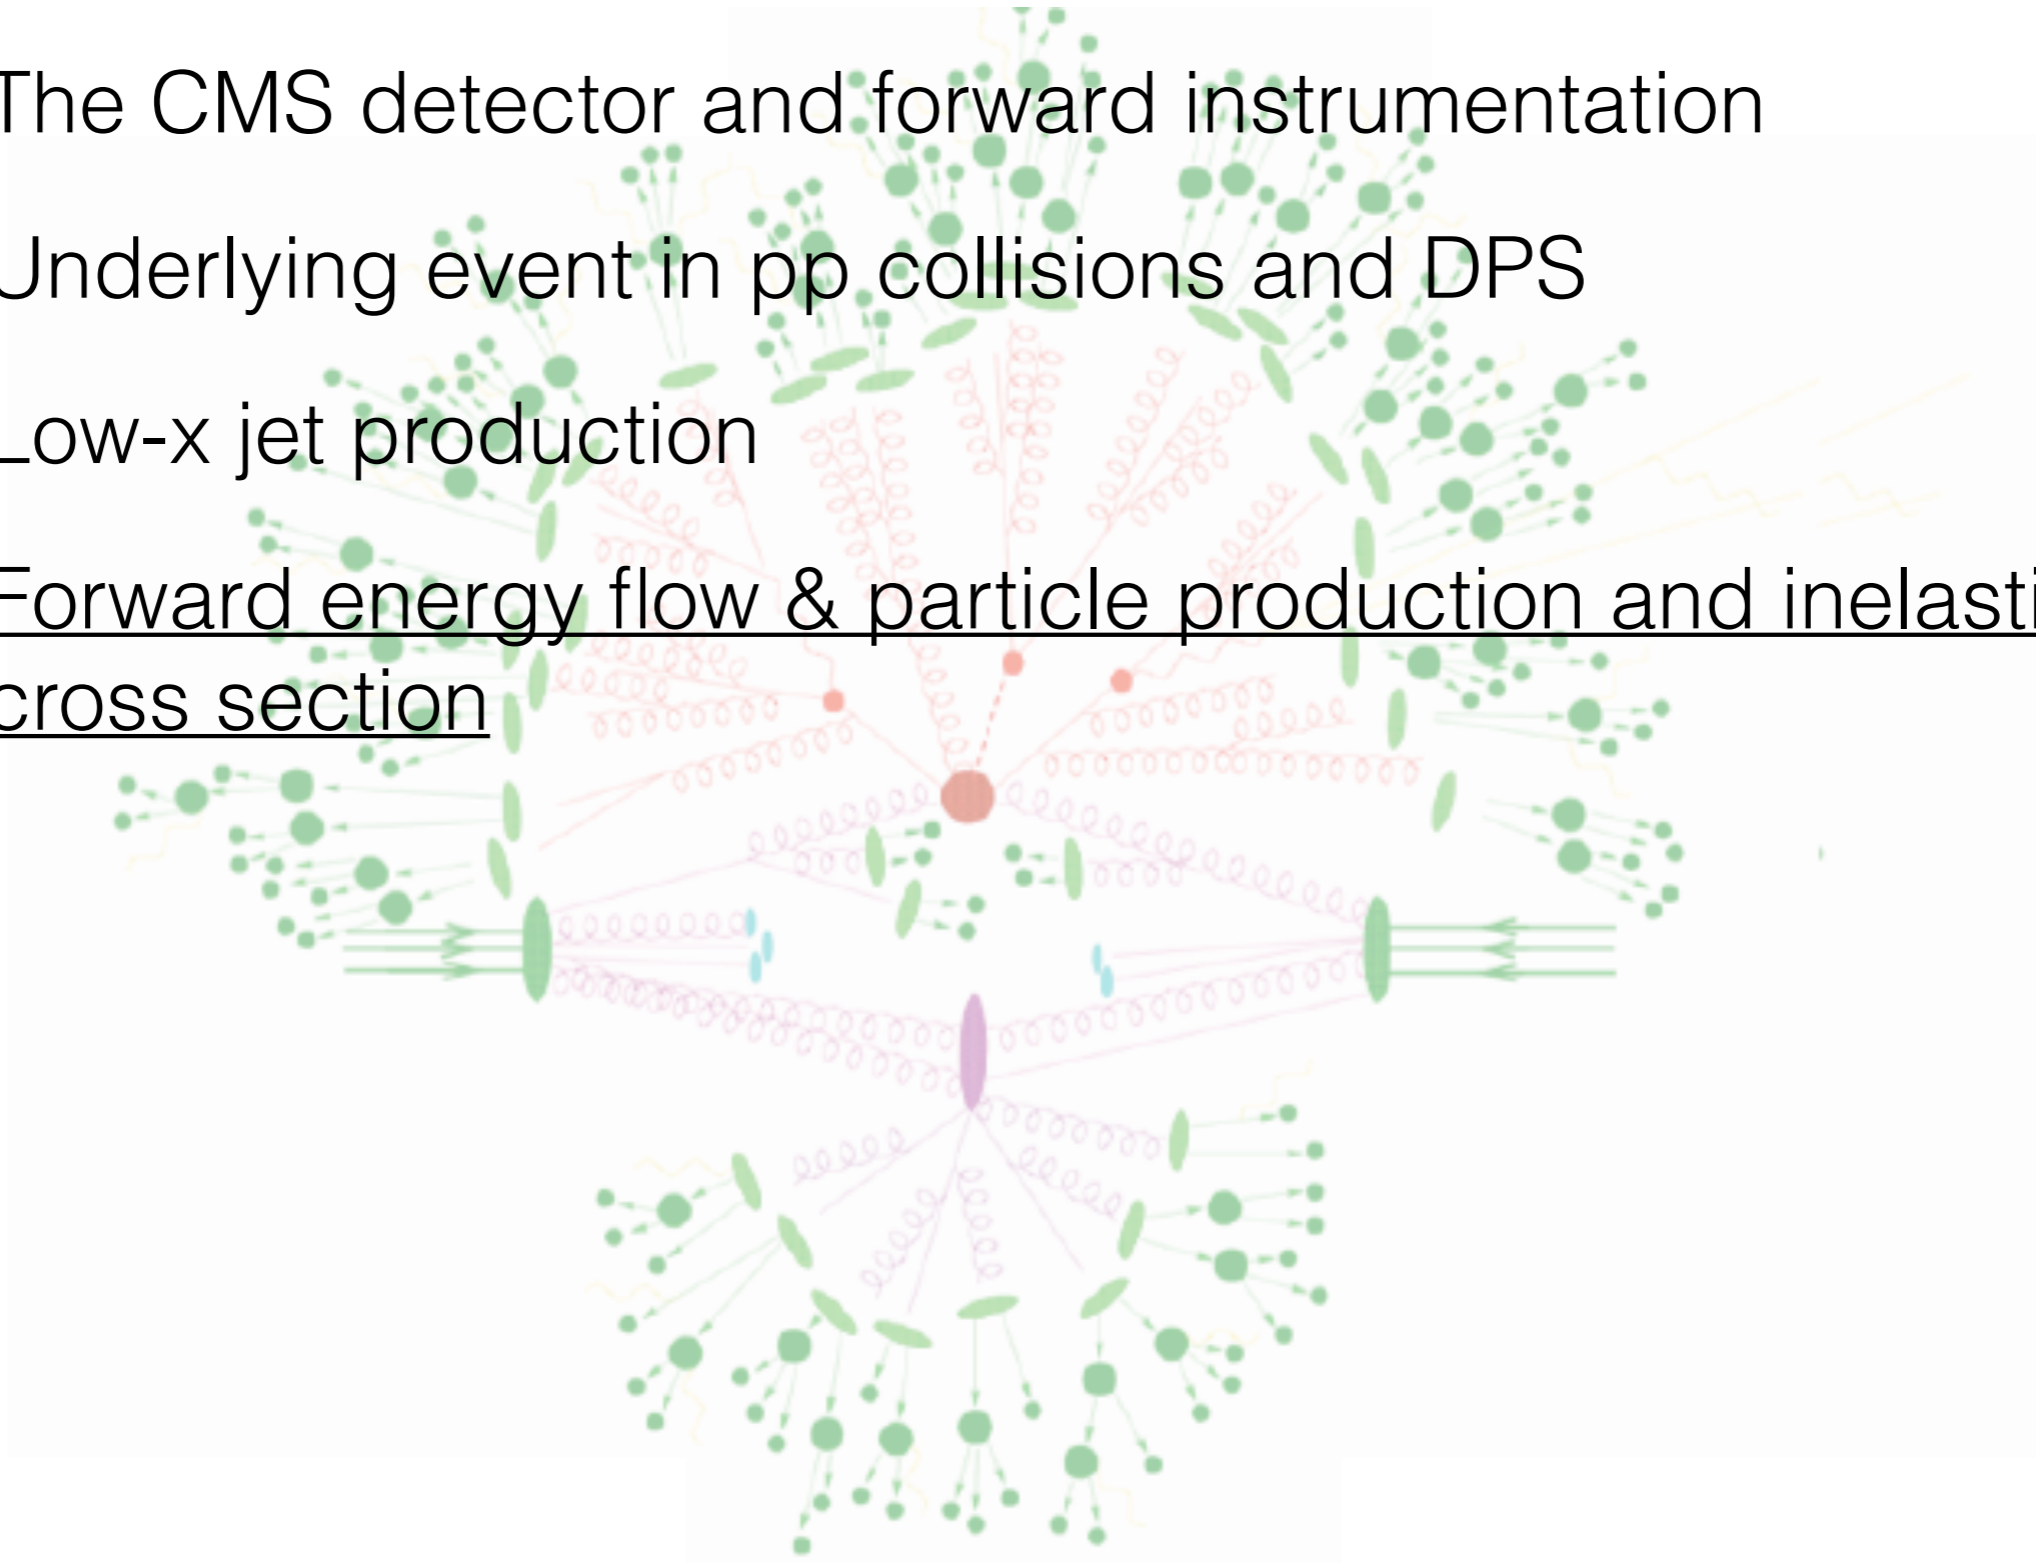 The CMS detector and forward instrumentation
Underlying event in pp collisions and DPS
Low-x jet production
Forward energy flow & particle production and inelasti
cross section